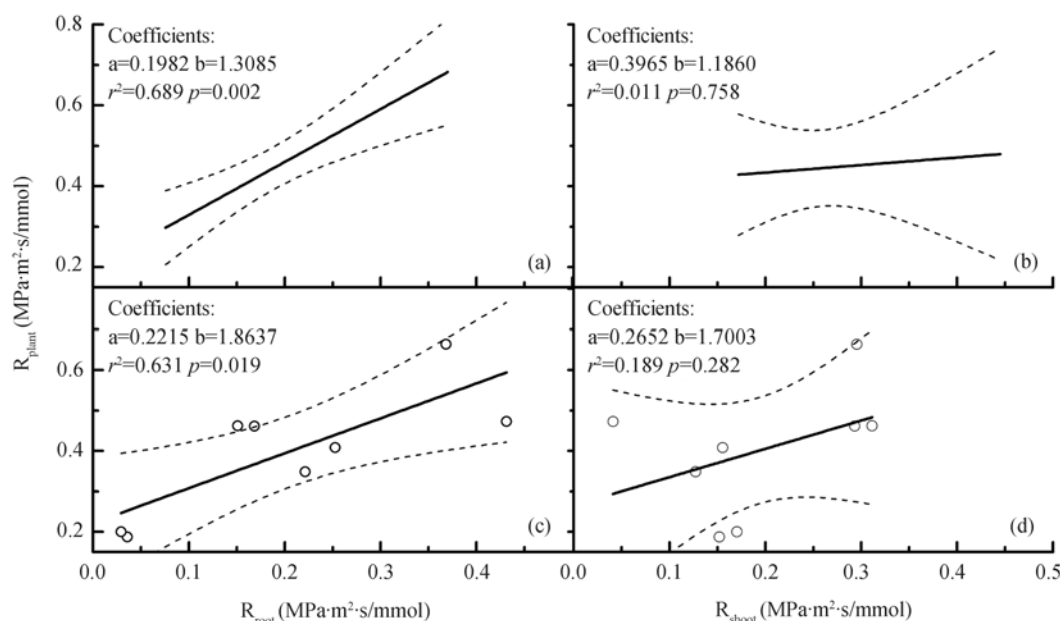 0.8
0.6
0.4
0.2
Coefficients:
a=0.1982 b=1.3085
r²=0.689 p=0.002
(a)
Coefficients:
a=0.3965 b=1.1860
r²=0.011 p=0.758
(b)
R_plant (MPa·m²·s/mmol)
0.6
0.4
0.2
Coefficients:
a=0.2215 b=1.8637
r²=0.631 p=0.019
(c)
Coefficients:
a=0.2652 b=1.7003
r²=0.189 p=0.282
(d)
0.0 0.1 0.2 0.3 0.4 0.0 0.1 0.2 0.3 0.4 0.5
R_root (MPa·m²·s/mmol) R_shoot (MPa·m²·s/mmol)